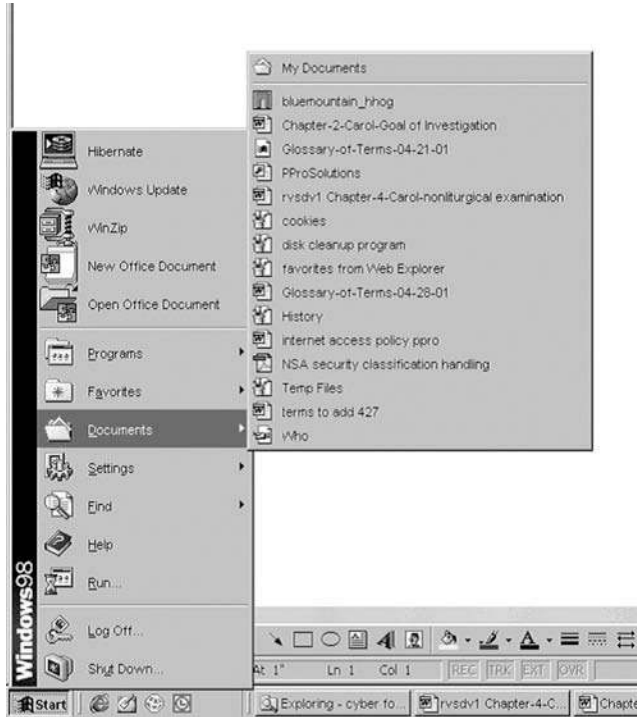 My Documents
bluemountain_hhog
Chapter-2-Carol-Goal of Investigation
Glossary-of-Terms-04-21-01
PProSolutions
rvsdv1 Chapter-4-Carol-nonliturgical examination
cookies
disk cleanup program
favorites from Web Explorer
Glossary-of-Terms-04-28-01
History
internet access policy ppro
NSA security classification handling
Temp Files
terms to add 427
Who
Hibernate
Windows Update
WinZip
New Office Document
Open Office Document
Programs
Favorites
Documents
Settings
Find
Help
Run...
Log Off...
Shut Down...
Windows98
At 1" Ln 1 Col 1 REC TRK EXT OVR
Start Exploring - cyber fo... rvsdv1 Chapter-4-C... Chapte